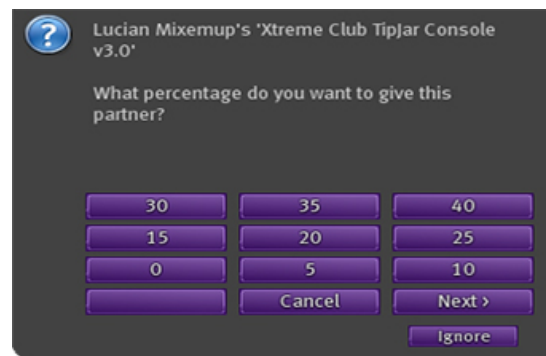 Lucian Mixemup's 'Xtreme Club TipJar Console
v3.0'
What percentage do you want to give this
partner?
30 35 40
15 20 25
0 5 10
Cancel Next >
Ignore